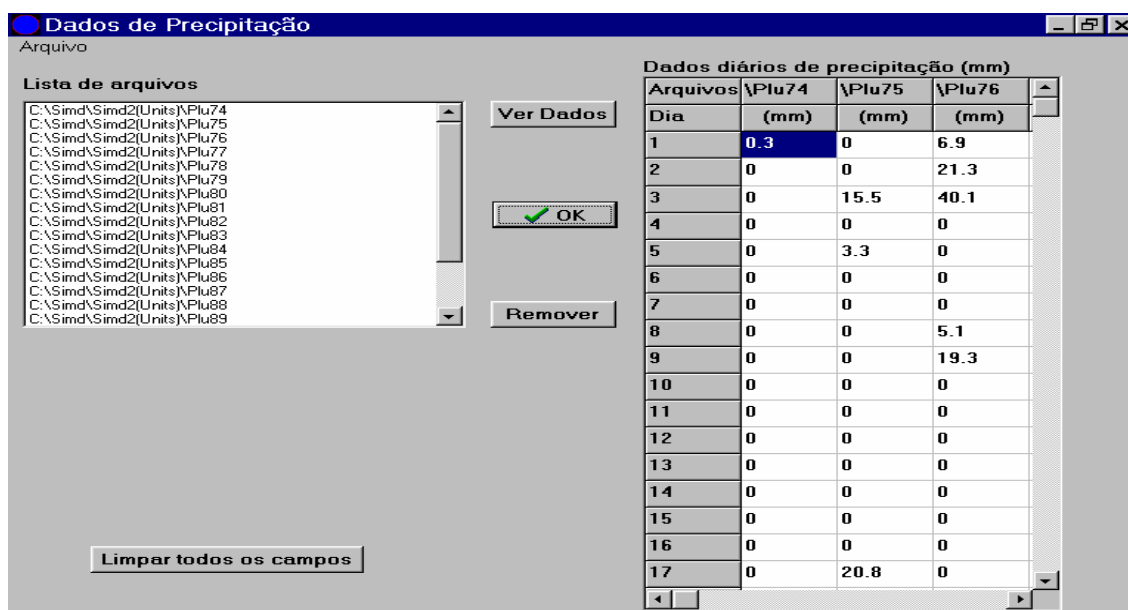 Dados de Precipitação
Arquivo
Lista de arquivos
C:\Simd\Simd2(Units)\Plu74
C:\Simd\Simd2(Units)\Plu75
C:\Simd\Simd2(Units)\Plu76
C:\Simd\Simd2(Units)\Plu77
C:\Simd\Simd2(Units)\Plu78
C:\Simd\Simd2(Units)\Plu79
C:\Simd\Simd2(Units)\Plu80
C:\Simd\Simd2(Units)\Plu81
C:\Simd\Simd2(Units)\Plu82
C:\Simd\Simd2(Units)\Plu83
C:\Simd\Simd2(Units)\Plu84
C:\Simd\Simd2(Units)\Plu85
C:\Simd\Simd2(Units)\Plu86
C:\Simd\Simd2(Units)\Plu87
C:\Simd\Simd2(Units)\Plu88
C:\Simd\Simd2(Units)\Plu89
Ver Dados
OK
Remover
Limpar todos os campos
Dados diários de precipitação (mm)
Arquivos \Plu74 \Plu75 \Plu76
Dia (mm) (mm) (mm)
1 0.3 0 6.9
2 0 0 21.3
3 0 15.5 40.1
4 0 0 0
5 0 3.3 0
6 0 0 0
7 0 0 0
8 0 0 5.1
9 0 0 19.3
10 0 0 0
11 0 0 0
12 0 0 0
13 0 0 0
14 0 0 0
15 0 0 0
16 0 0 0
17 0 20.8 0